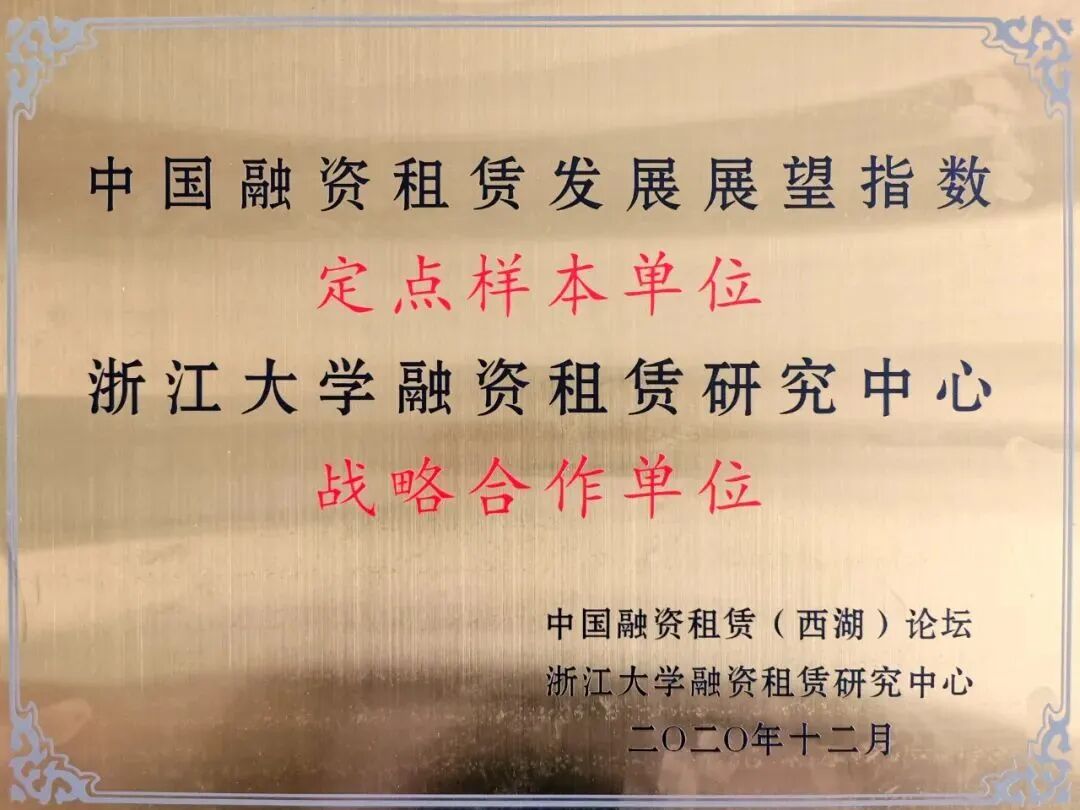 中国融资租赁发展展望指数
定点样本单位
浙江大学融资租赁研究中心
战略合作单位
中国融资租赁（西湖）论坛
浙江大学融资租赁研究中心
二〇二〇年十二月